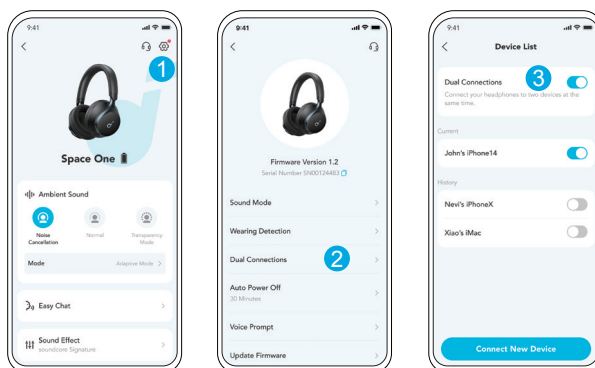 9:41
1
Space One
Ambient Sound
Noise Cancellation
Normal
Transparency Mode
Mode
Adaptive Mode >
Easy Chat >
Sound Effect >
soundcore Signature
9:41
Firmware Version 1.2
Serial Number SN00124483
Sound Mode >
Wearing Detection >
Dual Connections
2
>
Auto Power Off >
30 Minutes
Voice Prompt >
Update Firmware >
9:41
Device List
Dual Connections
3
Connect your headphones to two devices at the
same time.
Current
John's iPhone14
History
Nevi's iPhoneX
Xiao's iMac
Connect New Device